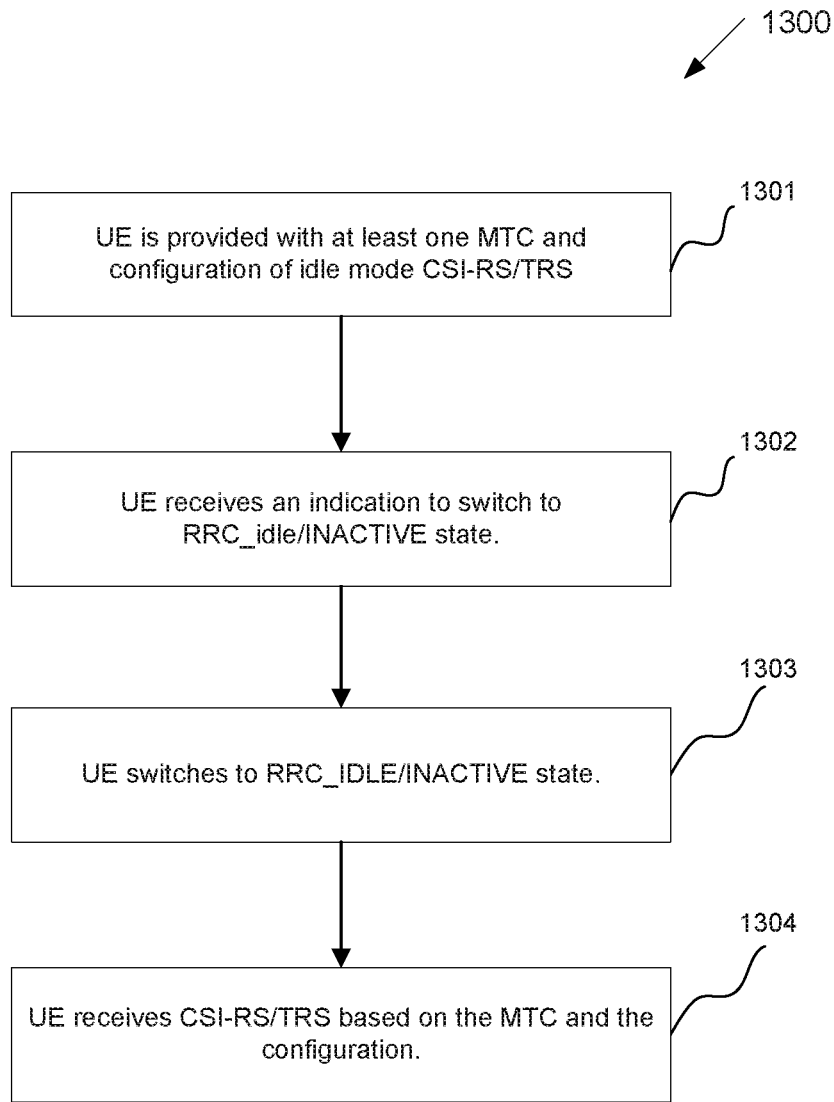 1300
1301
UE is provided with at least one MTC and
configuration of idle mode CSI-RS/TRS
1302
UE receives an indication to switch to
RRC_idle/INACTIVE state.
1303
UE switches to RRC_IDLE/INACTIVE state.
1304
UE receives CSI-RS/TRS based on the MTC and the
configuration.